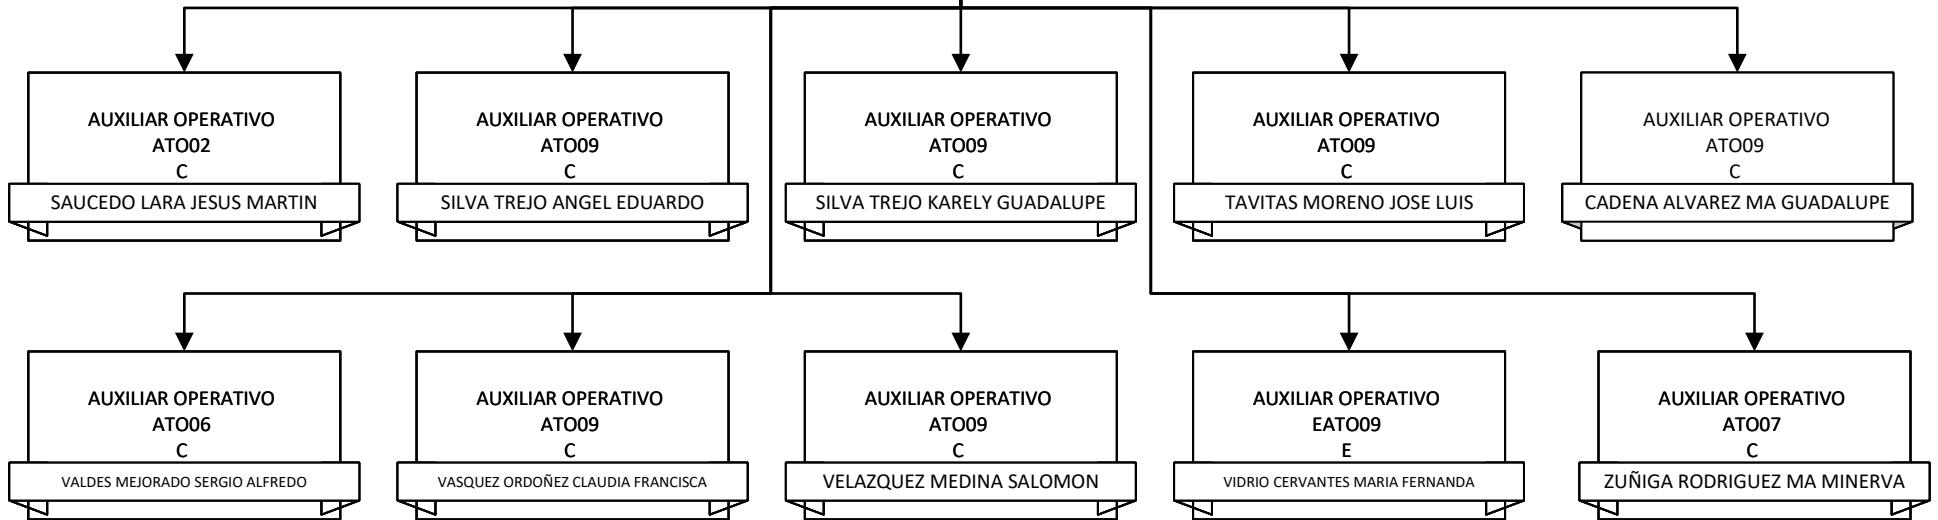 AUXILIAR OPERATIVO
ATO02
C
SAUCEDO LARA JESUS MARTIN
AUXILIAR OPERATIVO
ATO09
C
SILVA TREJO ANGEL EDUARDO
AUXILIAR OPERATIVO
ATO09
C
SILVA TREJO KARELY GUADALUPE
AUXILIAR OPERATIVO
ATO09
C
TAVITAS MORENO JOSE LUIS
AUXILIAR OPERATIVO
ATO09
C
CADENA ALVAREZ MA GUADALUPE
AUXILIAR OPERATIVO
ATO06
C
VALDES MEJORADO SERGIO ALFREDO
AUXILIAR OPERATIVO
ATO09
C
VASQUEZ ORDOÑEZ CLAUDIA FRANCISCA
AUXILIAR OPERATIVO
ATO09
C
VELAZQUEZ MEDINA SALOMON
AUXILIAR OPERATIVO
EATO09
E
VIDRIO CERVANTES MARIA FERNANDA
AUXILIAR OPERATIVO
ATO07
C
ZUÑIGA RODRIGUEZ MA MINERVA